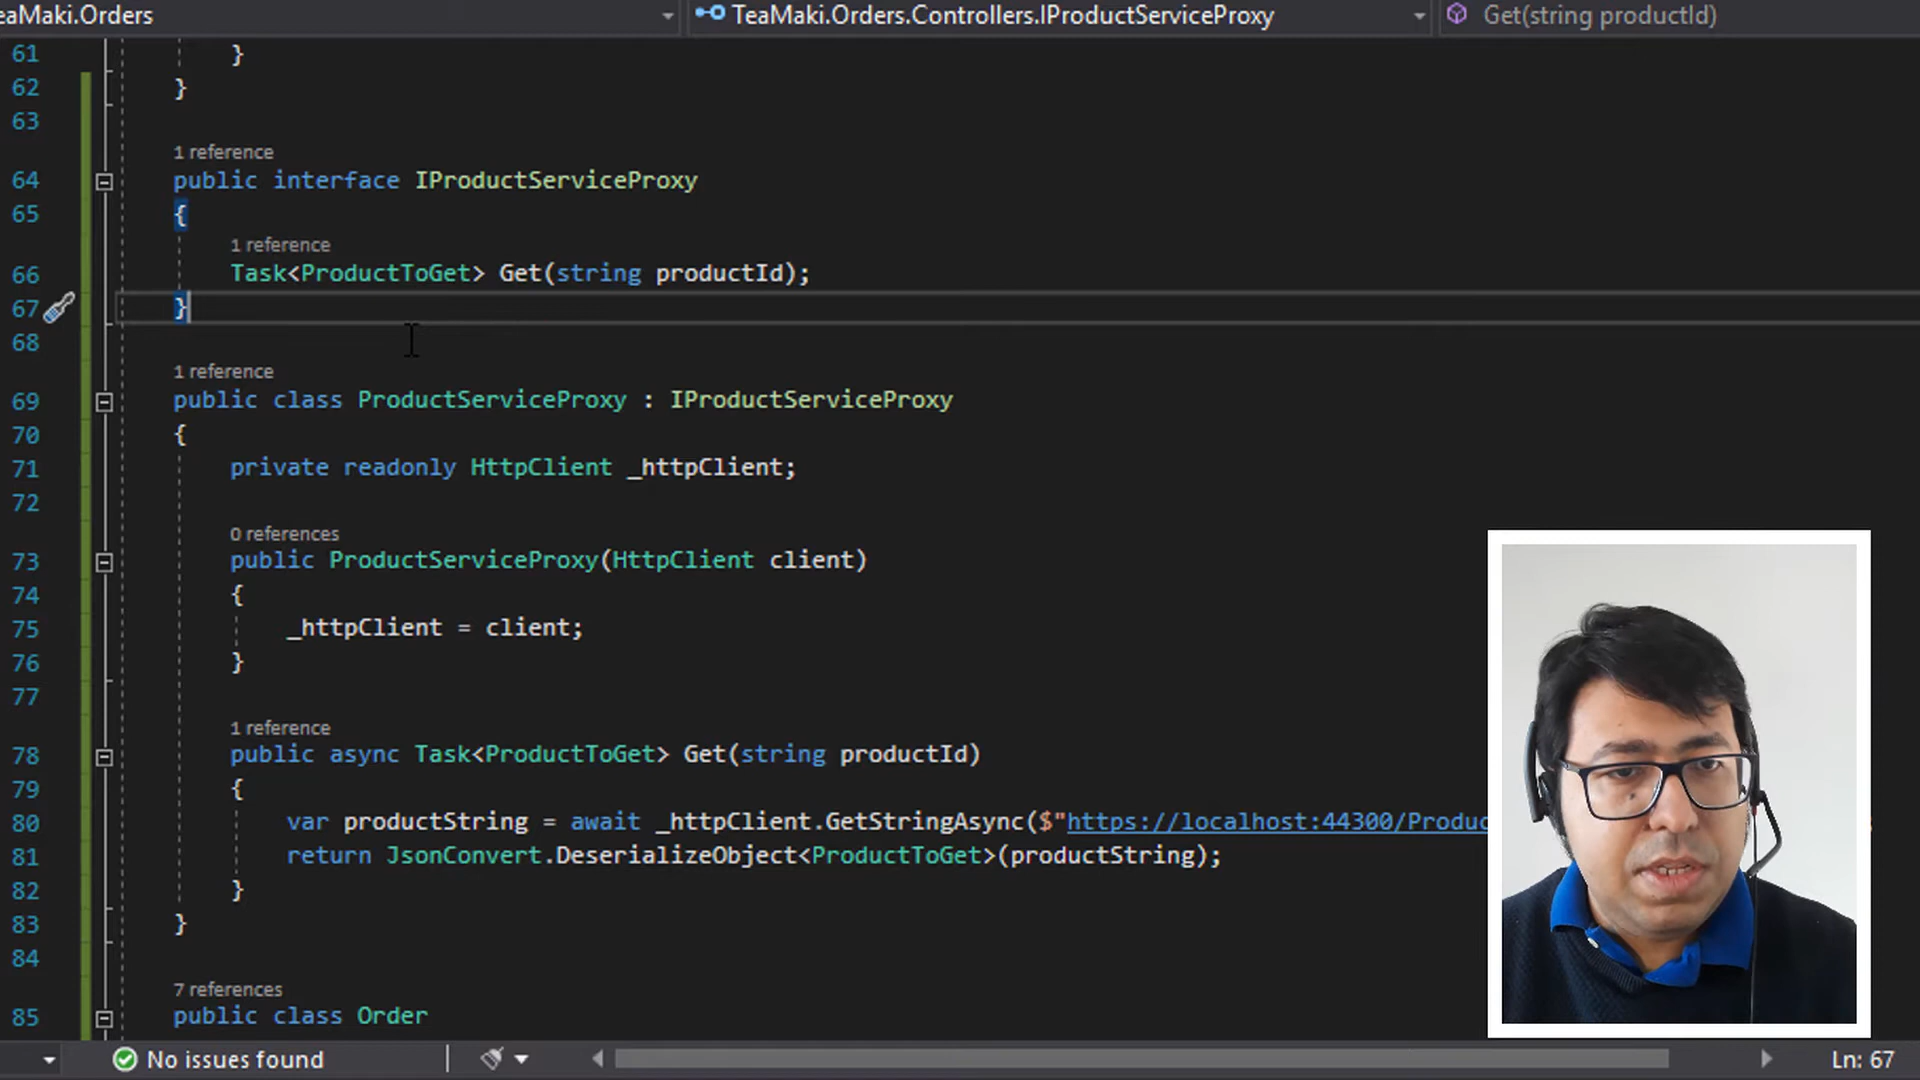 eaMaki.Orders TeaMaki.Orders.Controllers.IProductServiceProxy Get(string productId)
61 }
62 }
63
1 reference
64 public interface IProductServiceProxy
65 {
1 reference
66 Task<ProductToGet> Get(string productId);
67 }
68
1 reference
69 public class ProductServiceProxy : IProductServiceProxy
70 {
71 private readonly HttpClient _httpClient;
72
0 references
73 public ProductServiceProxy(HttpClient client)
74 {
75 _httpClient = client;
76 }
77
1 reference
78 public async Task<ProductToGet> Get(string productId)
79 {
80 var productString = await _httpClient.GetStringAsync($"https://localhost:44300/Produc
81 return JsonConvert.DeserializeObject<ProductToGet>(productString);
82 }
83 }
84
7 references
85 public class Order
No issues found Ln: 67